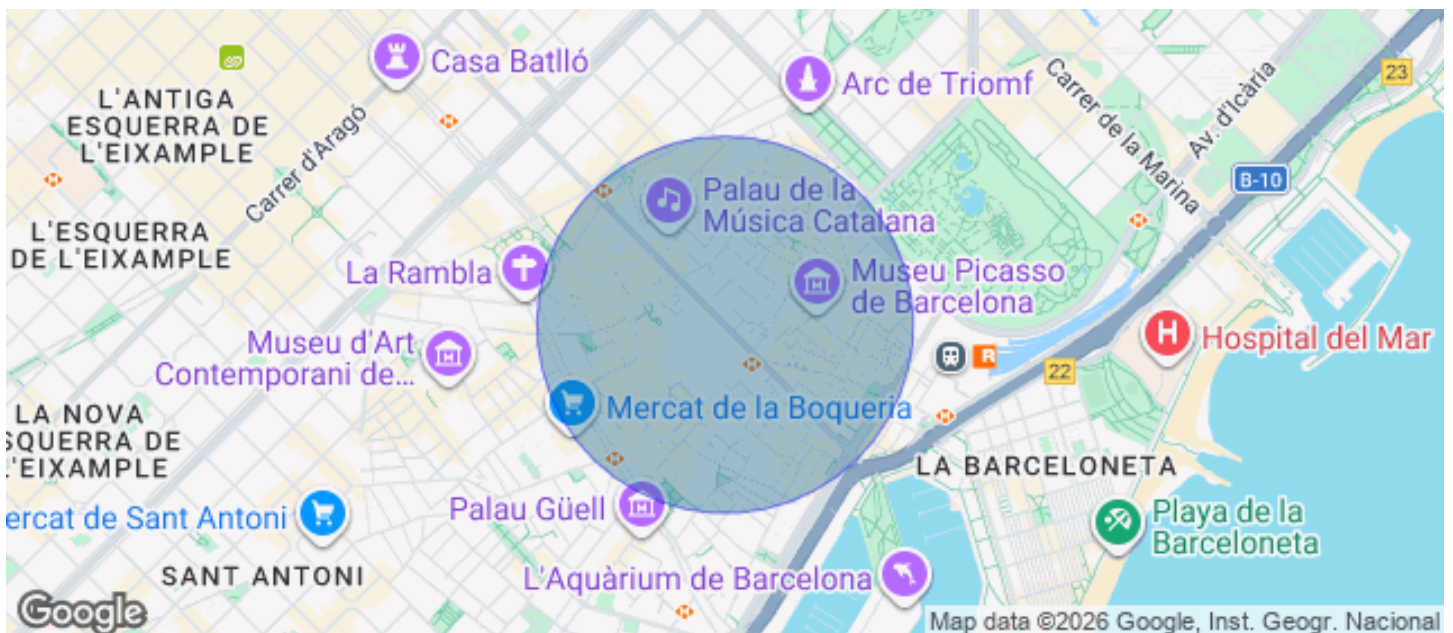 Casa Batlló
Arc de Triomf
23
L'ANTIGA
ESQUERRA DE
L'EIXAMPLE
Carrer d'Aragó
Carrer de la Marina
Av. d'Icària
B-10
Palau de la
Música Catalana
L'ESQUERRA
DE L'EIXAMPLE
La Rambla
Museu Picasso
de Barcelona
Museu d'Art
Contemporani de...
Hospital del Mar
R
22
H
LA NOVA
SQUERRA DE
L'EIXAMPLE
Mercat de la Boqueria
LA BARCELONETA
Palau Güell
ercat de Sant Antoni
Playa de la
Barceloneta
SANT ANTONI
L'Aquàrium de Barcelona
Google
Map data ©2026 Google, Inst. Geogr. Nacional